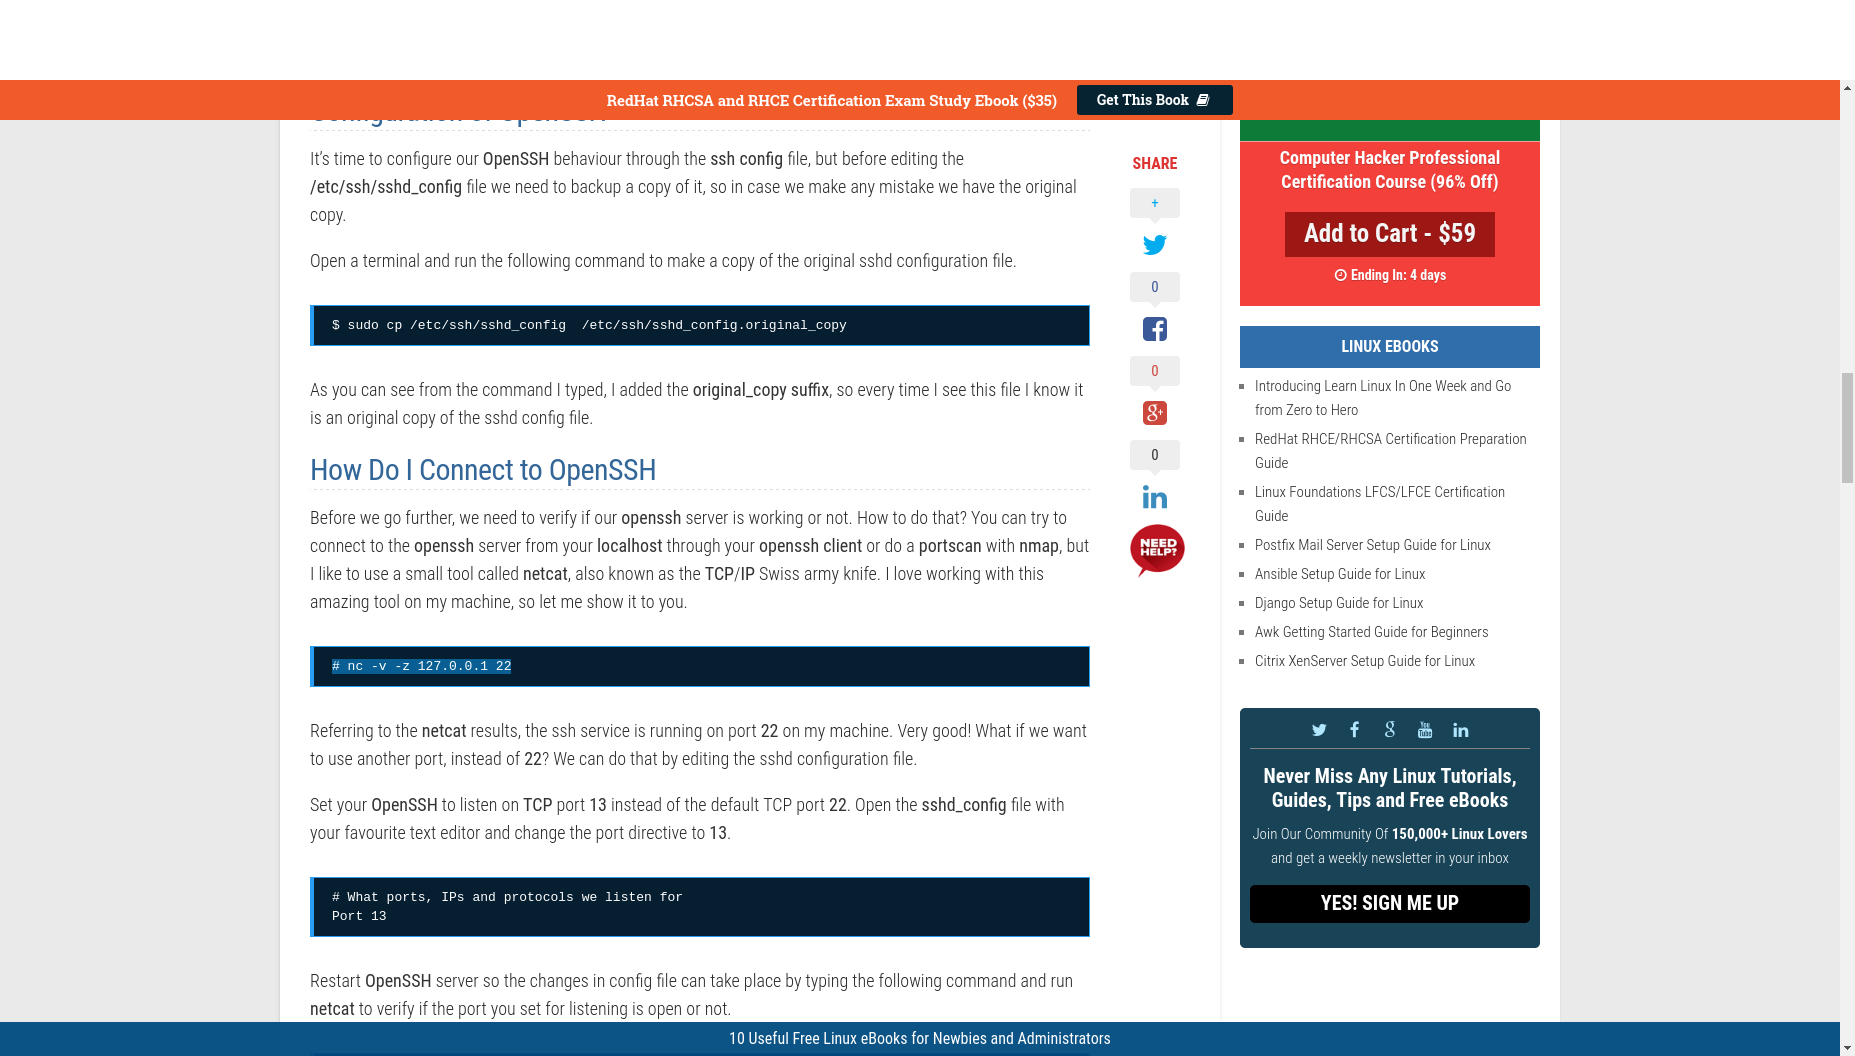 RedHat RHCSA and RHCE Certification Exam Study Ebook ($35)
Get This Book
Configuration of OpenSSH
It's time to configure our OpenSSH behaviour through the ssh config file, but before editing the
/etc/ssh/sshd_config file we need to backup a copy of it, so in case we make any mistake we have the original
copy.
Open a terminal and run the following command to make a copy of the original sshd configuration file.
$ sudo cp /etc/ssh/sshd_config  /etc/ssh/sshd_config.original_copy
As you can see from the command I typed, I added the original_copy suffix, so every time I see this file I know it
is an original copy of the sshd config file.
How Do I Connect to OpenSSH
Before we go further, we need to verify if our openssh server is working or not. How to do that? You can try to
connect to the openssh server from your localhost through your openssh client or do a portscan with nmap, but
I like to use a small tool called netcat, also known as the TCP/IP Swiss army knife. I love working with this
amazing tool on my machine, so let me show it to you.
# nc -v -z 127.0.0.1 22
Referring to the netcat results, the ssh service is running on port 22 on my machine. Very good! What if we want
to use another port, instead of 22? We can do that by editing the sshd configuration file.
Set your OpenSSH to listen on TCP port 13 instead of the default TCP port 22. Open the sshd_config file with
your favourite text editor and change the port directive to 13.
# What ports, IPs and protocols we listen for
Port 13
Restart OpenSSH server so the changes in config file can take place by typing the following command and run
netcat to verify if the port you set for listening is open or not.
SHARE
+
0
0
g+
0
in
NEED
HELP?
Computer Hacker Professional
Certification Course (96% Off)
Add to Cart - $59
Ending In: 4 days
LINUX EBOOKS
Introducing Learn Linux In One Week and Go
from Zero to Hero
RedHat RHCE/RHCSA Certification Preparation
Guide
Linux Foundations LFCS/LFCE Certification
Guide
Postfix Mail Server Setup Guide for Linux
Ansible Setup Guide for Linux
Django Setup Guide for Linux
Awk Getting Started Guide for Beginners
Citrix XenServer Setup Guide for Linux
You Tube
in
Never Miss Any Linux Tutorials,
Guides, Tips and Free eBooks
Join Our Community Of 150,000+ Linux Lovers
and get a weekly newsletter in your inbox
YES! SIGN ME UP
10 Useful Free Linux eBooks for Newbies and Administrators